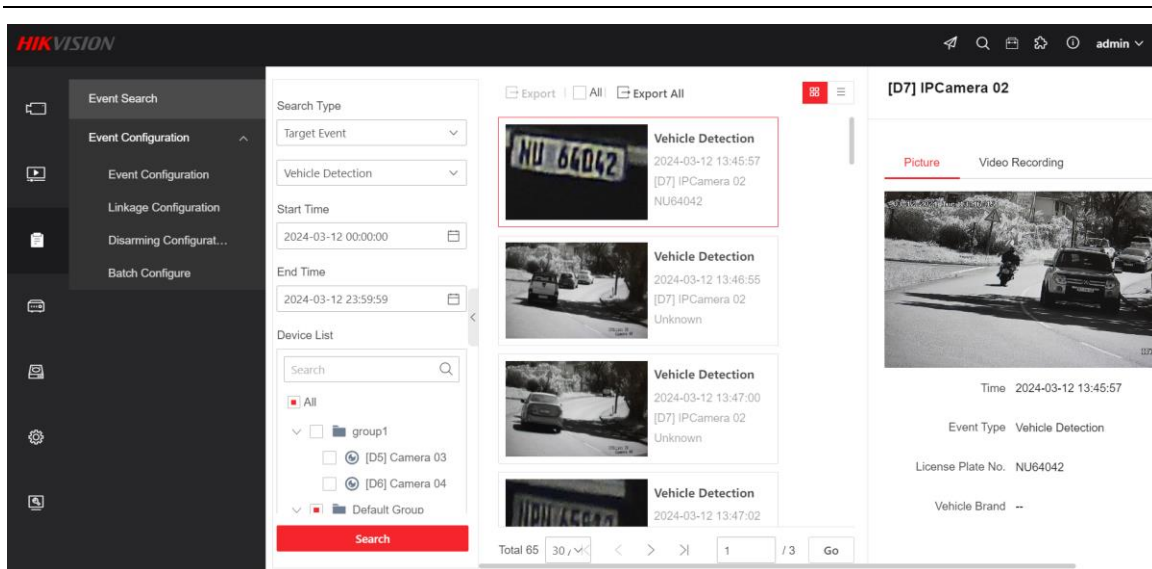 HIKVISION
admin
Event Search
Event Configuration
Event Configuration
Linkage Configuration
Disarming Configurat...
Batch Configure
Search Type
Target Event
Vehicle Detection
Start Time
2024-03-12 00:00:00
End Time
2024-03-12 23:59:59
Device List
Search
All
group1
[D5] Camera 03
[D6] Camera 04
Default Group
Search
Export All Export All
NU 64042
Vehicle Detection
2024-03-12 13:45:57
[D7] IPCamera 02
NU64042
Vehicle Detection
2024-03-12 13:46:55
[D7] IPCamera 02
Unknown
Vehicle Detection
2024-03-12 13:47:00
[D7] IPCamera 02
Unknown
Vehicle Detection
2024-03-12 13:47:02
Total 65 30 / 1 / 3 Go
[D7] IPCamera 02
Picture Video Recording
Time 2024-03-12 13:45:57
Event Type Vehicle Detection
License Plate No. NU64042
Vehicle Brand --